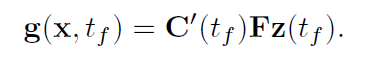 g(x, t_f) = C′(t_f)Fz(t_f).